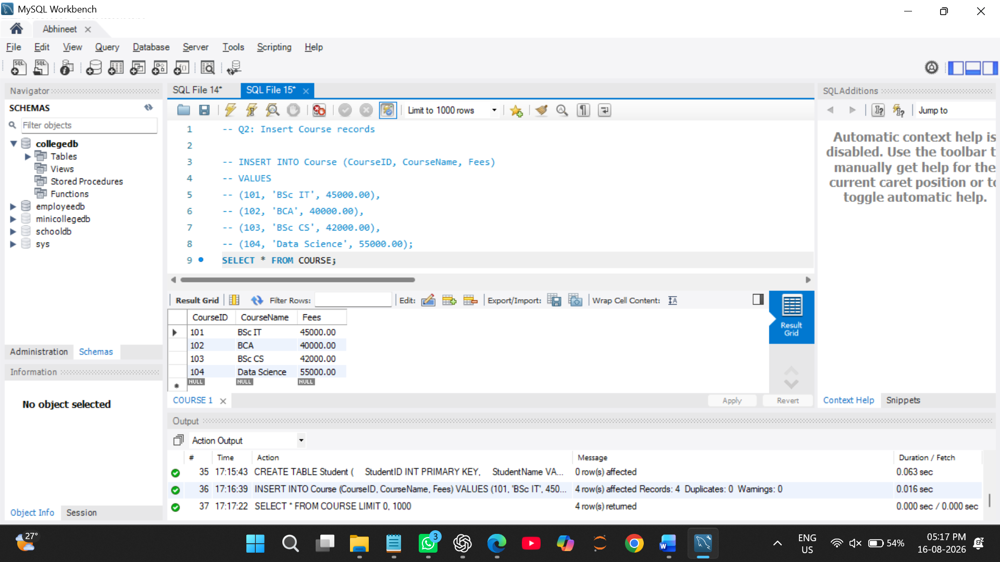 MySQL Workbench
Abhineet
File Edit View Query Database Server Tools Scripting Help
Navigator
SCHEMAS
Filter objects
collegedb
Tables
Views
Stored Procedures
Functions
employeedb
minicollegedb
schooldb
sys
Administration Schemas
Information
No object selected
Object Info Session
SQL File 14* SQL File 15*
Limit to 1000 rows
1 -- Q2: Insert Course records
2
3 -- INSERT INTO Course (CourseID, CourseName, Fees)
4 -- VALUES
5 -- (101, 'BSc IT', 45000.00),
6 -- (102, 'BCA', 40000.00),
7 -- (103, 'BSc CS', 42000.00),
8 -- (104, 'Data Science', 55000.00);
9 SELECT * FROM COURSE;
Result Grid Filter Rows: Edit: Export/Import: Wrap Cell Content:
CourseID CourseName Fees
101 BSc IT 45000.00
102 BCA 40000.00
103 BSc CS 42000.00
104 Data Science 55000.00
NULL NULL NULL
Result
Grid
COURSE 1 Apply Revert
SQLAdditions
Jump to
Automatic context help is
disabled. Use the toolbar t
manually get help for the
current caret position or to
toggle automatic help.
Context Help Snippets
Output
Action Output
# Time Action Message Duration / Fetch
35 17:15:43 CREATE TABLE Student ( StudentID INT PRIMARY KEY, StudentName VA... 0 row(s) affected 0.063 sec
36 17:16:39 INSERT INTO Course (CourseID, CourseName, Fees) VALUES (101, 'BSc IT', 450... 4 row(s) affected Records: 4 Duplicates: 0 Warnings: 0 0.016 sec
37 17:17:22 SELECT * FROM COURSE LIMIT 0, 1000 4 row(s) returned 0.000 sec / 0.000 sec
27°
3
ENG
US
54%
05:17 PM
16-08-2026